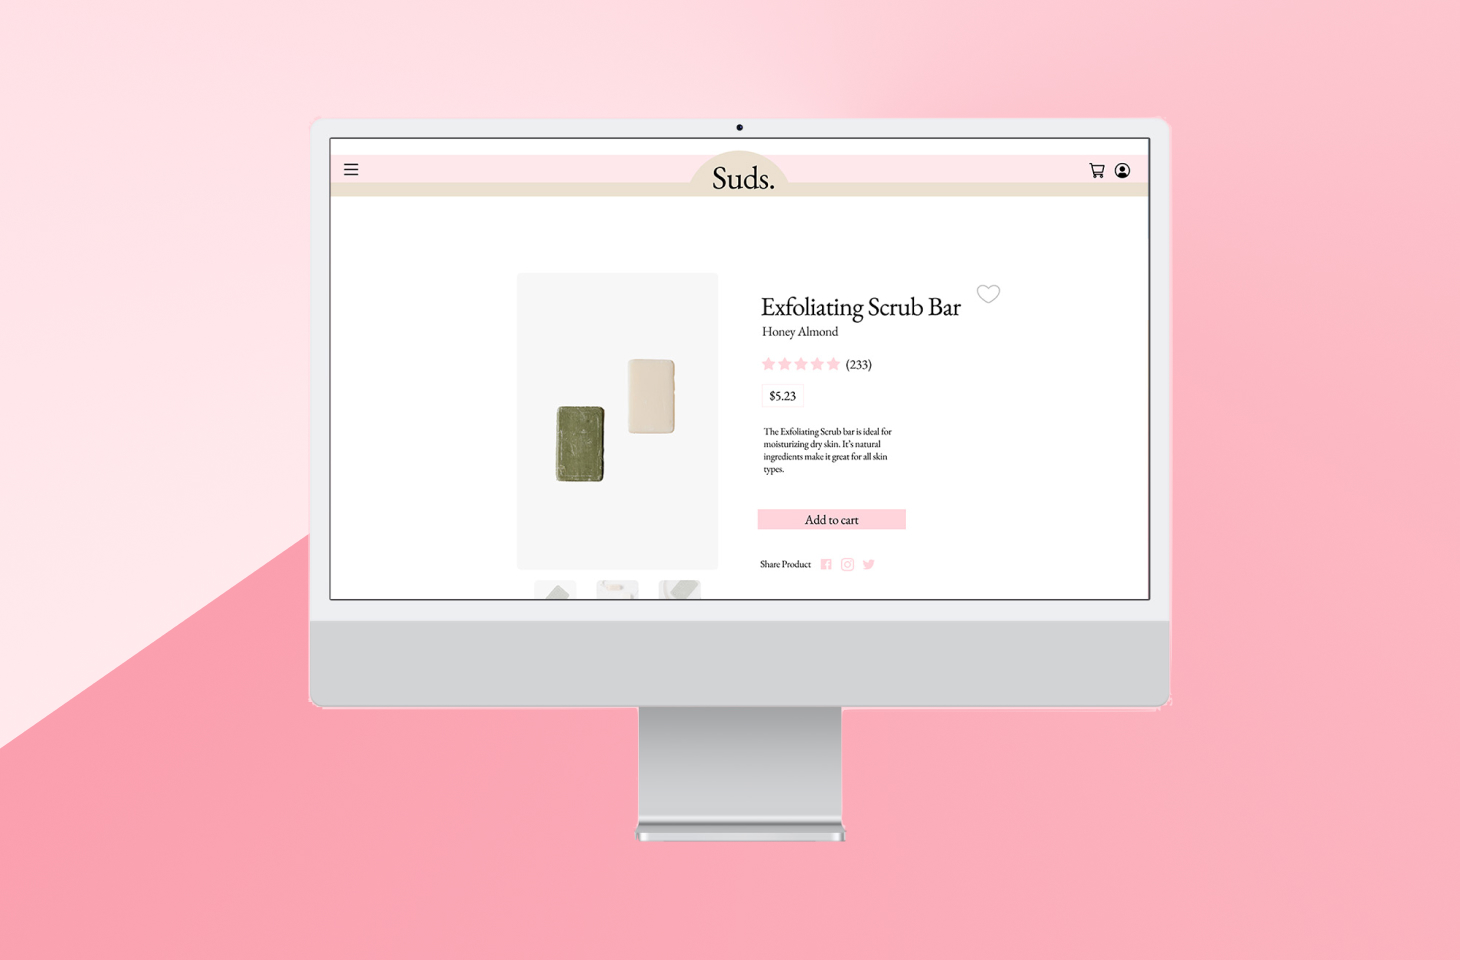 Suds.
Exfoliating Scrub Bar
Honey Almond
(233)
$5.23
The Exfoliating Scrub bar is ideal for
moisturizing dry skin. It's natural
ingredients make it great for all skin
types.
Add to cart
Share Product